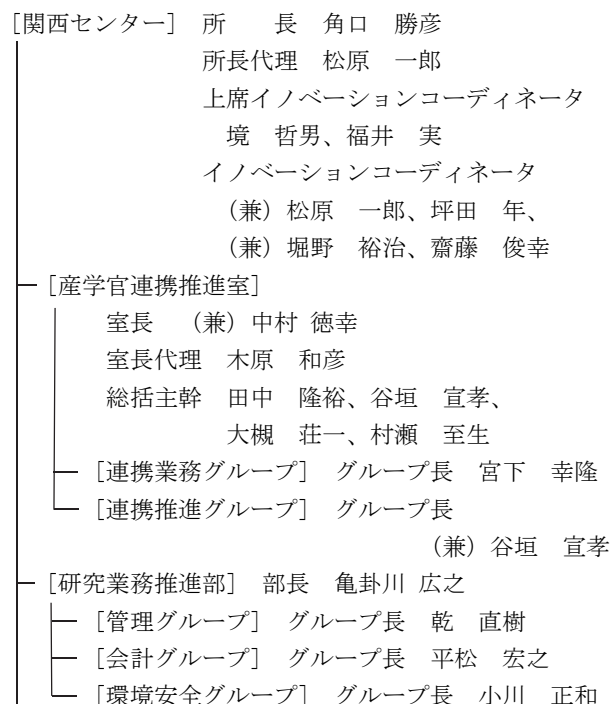 [関西センター] 所　　長　角口　勝彦
所長代理　松原　一郎
上席イノベーションコーディネータ
境　哲男、福井　実
イノベーションコーディネータ
（兼）松原　一郎、坪田　年、
（兼）堀野　裕治、齋藤　俊幸
[産学官連携推進室]
室長　（兼）中村 徳幸
室長代理　木原　和彦
総括主幹　田中　隆裕、谷垣　宣孝、
大槻　荘一、村瀬　至生
[連携業務グループ]　グループ長　宮下　幸隆
[連携推進グループ]　グループ長
（兼）谷垣　宣孝
[研究業務推進部]　部長　亀卦川 広之
[管理グループ]　グループ長　乾　直樹
[会計グループ]　グループ長　平松　宏之
[環境安全グループ]　グループ長　小川　正和